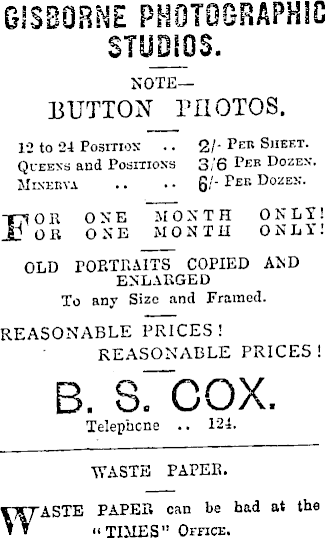 GISBORNE PHOTOGRAPHIC
STUDIOS.
NOTE—
BUTTON PHOTOS.
12 to 24 POSITION .. 2/- PER SHEET.
QUEENS and POSITIONS 3/6 PER DOZEN.
MINERVA .. .. 6/- PER DOZEN.
FOR ONE MONTH ONLY!
FOR ONE MONTH ONLY!
OLD PORTRAITS COPIED AND
ENLARGED
To any Size and Framed.
REASONABLE PRICES!
REASONABLE PRICES!
B. S. COX.
Telephone .. 124.
WASTE PAPER.
WASTE PAPER can be had at the
"TIMES" OFFICE.